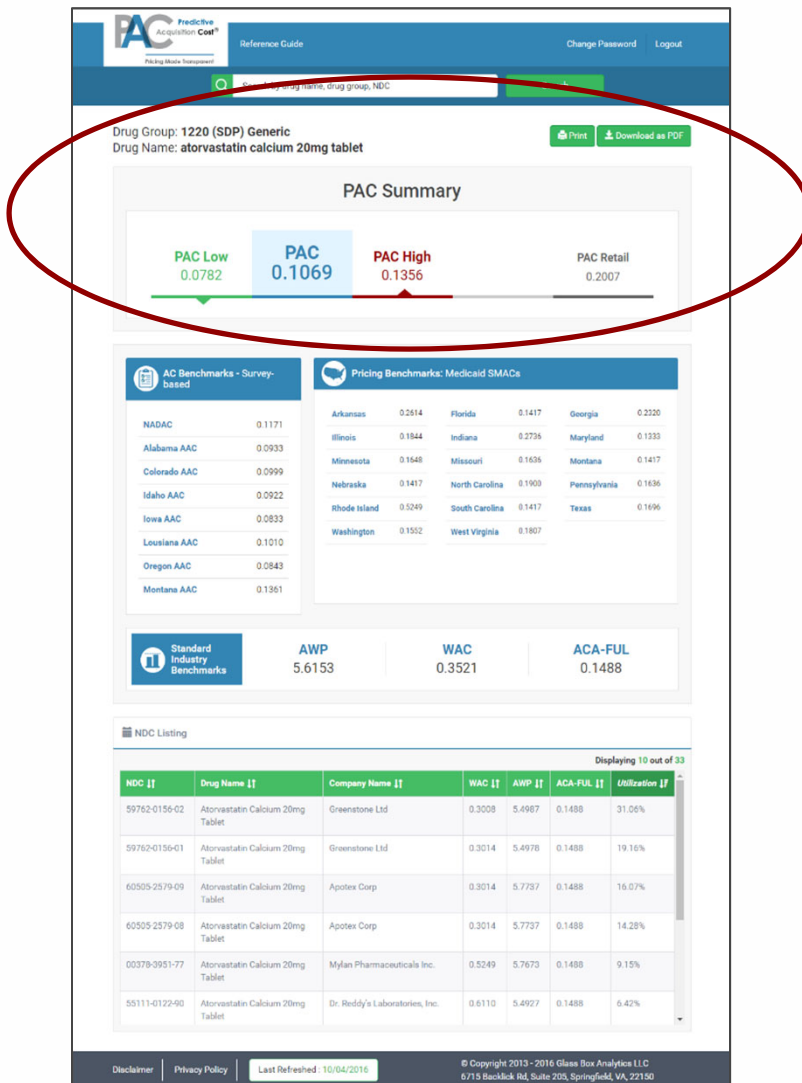 PAC Predictive Acquisition Cost®
Pricing Made Transparent
Reference Guide
Change Password Logout
Search by drug name, drug group, NDC
Drug Group: 1220 (SDP) Generic
Drug Name: atorvastatin calcium 20mg tablet
Print Download as PDF
PAC Summary
PAC Low PAC PAC High PAC Retail
0.0782 0.1069 0.1356 0.2007
AC Benchmarks - Survey-
based
NADAC 0.1171
Alabama AAC 0.0933
Colorado AAC 0.0999
Idaho AAC 0.0922
Iowa AAC 0.0833
Lousiana AAC 0.1010
Oregon AAC 0.0843
Montana AAC 0.1361
Pricing Benchmarks: Medicaid SMACs
Arkansas 0.2614 Florida 0.1417 Georgia 0.2320
Illinois 0.1844 Indiana 0.2736 Maryland 0.1333
Minnesota 0.1648 Missouri 0.1636 Montana 0.1417
Nebraska 0.1417 North Carolina 0.1900 Pennsylvania 0.1636
Rhode Island 0.5249 South Carolina 0.1417 Texas 0.1696
Washington 0.1552 West Virginia 0.1807
Standard
Industry
Benchmarks
AWP WAC ACA-FUL
5.6153 0.3521 0.1488
NDC Listing
Displaying 10 out of 33
NDC Drug Name Company Name WAC AWP ACA-FUL Utilization
59762-0156-02 Atorvastatin Calcium 20mg Greenstone Ltd 0.3008 5.4987 0.1488 31.06%
Tablet
59762-0156-01 Atorvastatin Calcium 20mg Greenstone Ltd 0.3014 5.4978 0.1488 19.16%
Tablet
60505-2579-09 Atorvastatin Calcium 20mg Apotex Corp 0.3014 5.7737 0.1488 16.07%
Tablet
60505-2579-08 Atorvastatin Calcium 20mg Apotex Corp 0.3014 5.7737 0.1488 14.28%
Tablet
00378-3951-77 Atorvastatin Calcium 20mg Mylan Pharmaceuticals Inc. 0.5249 5.7673 0.1488 9.15%
Tablet
55111-0122-90 Atorvastatin Calcium 20mg Dr. Reddy's Laboratories, Inc. 0.6110 5.4927 0.1488 6.42%
Tablet
Disclaimer Privacy Policy Last Refreshed : 10/04/2016
© Copyright 2013 - 2016 Glass Box Analytics LLC
6715 Backlick Rd, Suite 205, Springfield, VA, 22150